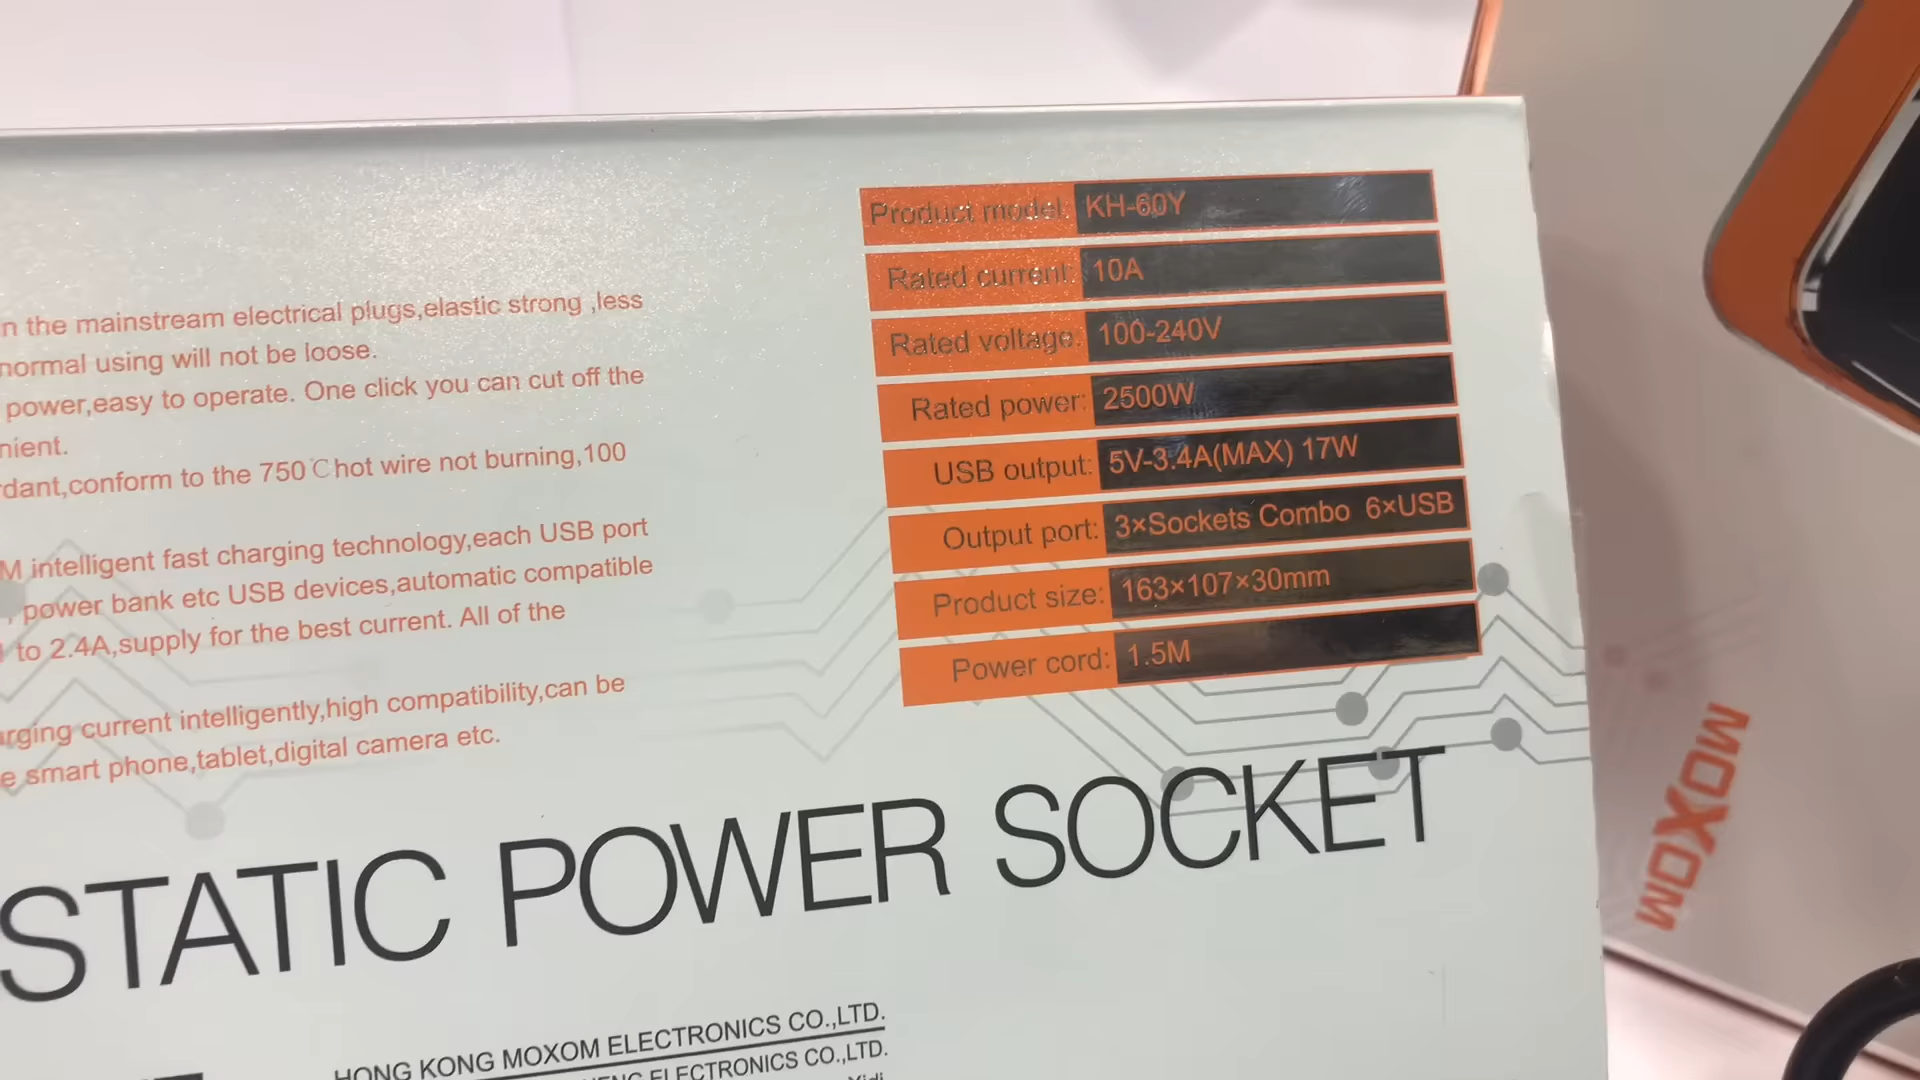 n the mainstream electrical plugs,elastic strong ,less
normal using will not be loose.
power,easy to operate. One click you can cut off the
nient.
dant,conform to the 750℃hot wire not burning,100
M intelligent fast charging technology,each USB port
power bank etc USB devices,automatic compatible
to 2.4A,supply for the best current. All of the
rging current intelligently,high compatibility,can be
e smart phone,tablet,digital camera etc.
Product model: KH-60Y
Rated current: 10A
Rated voltage: 100-240V
Rated power: 2500W
USB output: 5V-3.4A(MAX) 17W
Output port: 3×Sockets Combo 6×USB
Product size: 163×107×30mm
Power cord: 1.5M
STATIC POWER SOCKET
HONG KONG MOXOM ELECTRONICS CO.,LTD.
ELECTRONICS CO.,LTD.
MOXOM